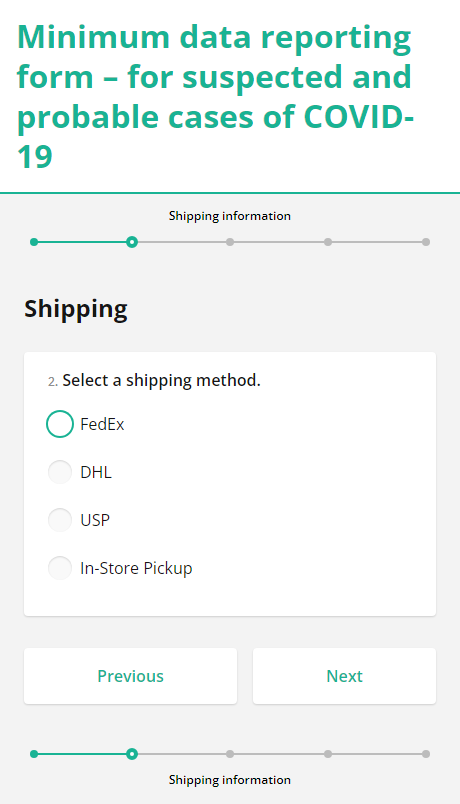 Minimum data reporting
form – for suspected and
probable cases of COVID-
19
Shipping information
Shipping
2. Select a shipping method.
FedEx
DHL
USP
In-Store Pickup
Previous
Next
Shipping information